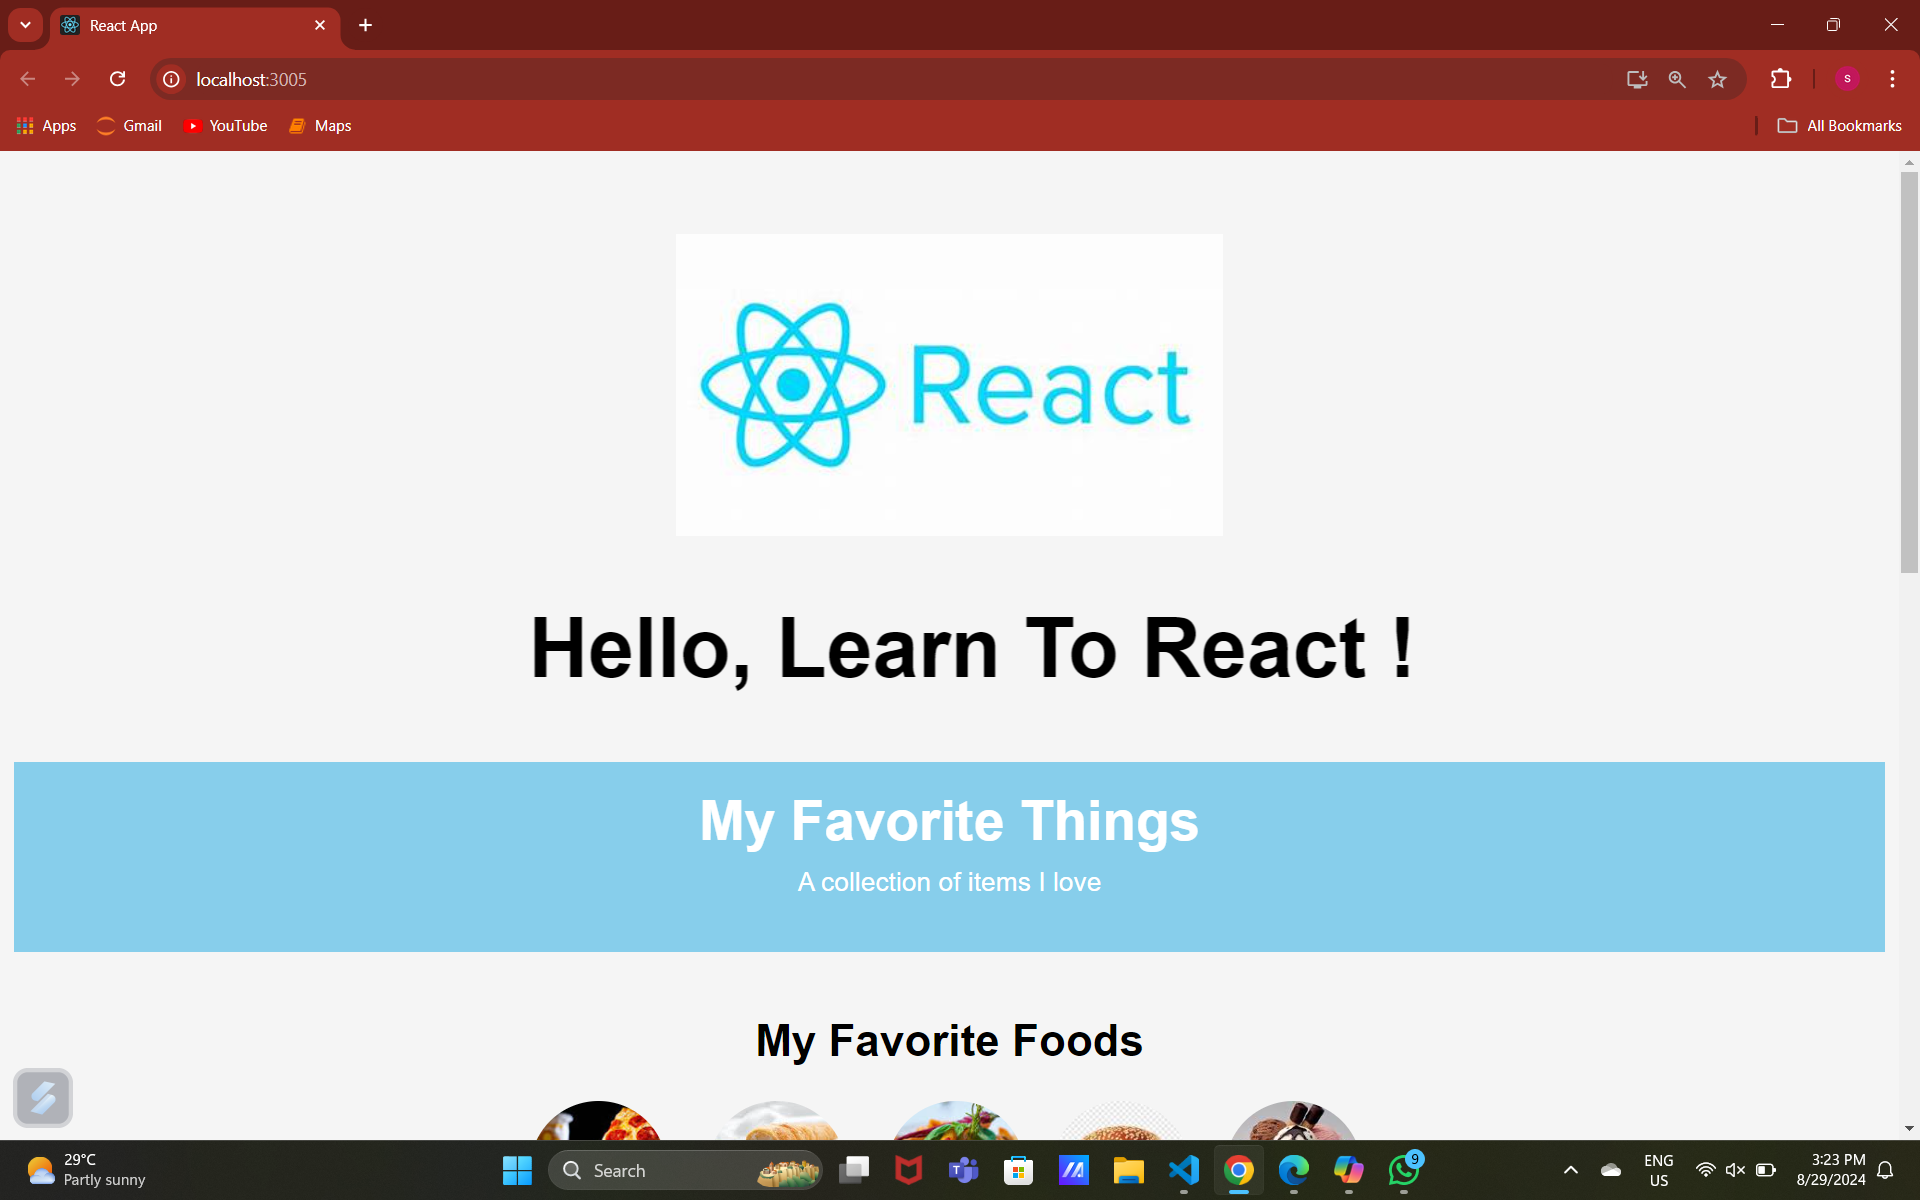 React App
localhost:3005
S
Apps
Gmail
YouTube
Maps
All Bookmarks
React
Hello, Learn To React !
My Favorite Things
A collection of items I love
My Favorite Foods
29°C
Partly sunny
Search
9
ENG
US
3:23 PM
8/29/2024